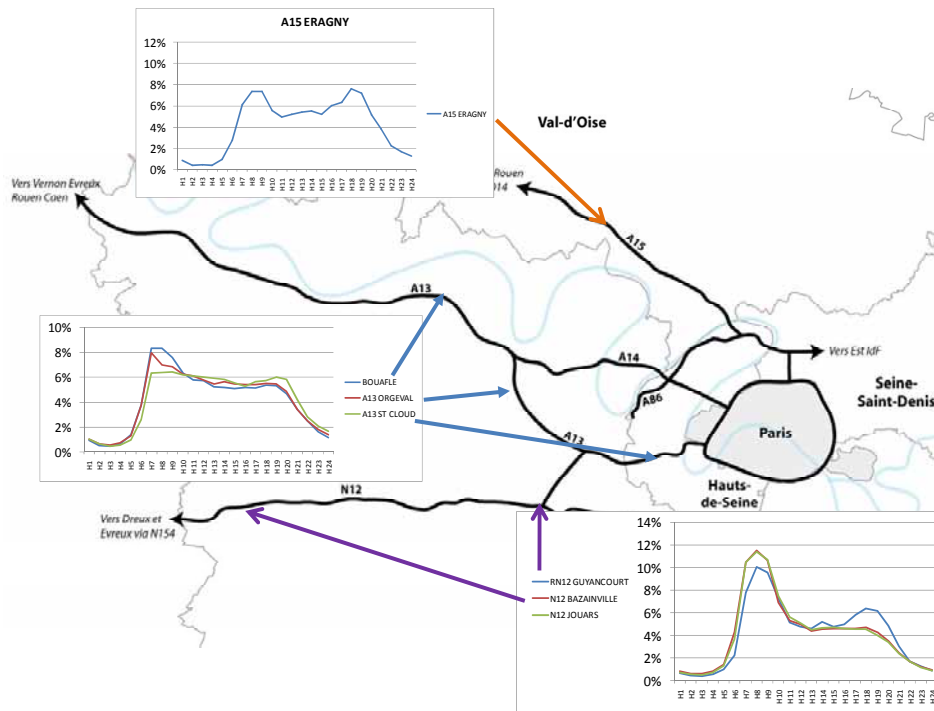 A15 ERAGNY
12%
10%
8%
6%
4%
2%
0%
H1 H2 H3 H4 H5 H6 H7 H8 H9 H10 H11 H12 H13 H14 H15 H16 H17 H18 H19 H20 H21 H22 H23 H24
A15 ERAGNY
Val-d'Oise
Vers Vernon Evreux
Rouen Caen
Rouen
A15
A13
10%
8%
6%
4%
2%
0%
H1 H2 H3 H4 H5 H6 H7 H8 H9 H10 H11 H12 H13 H14 H15 H16 H17 H18 H19 H20 H21 H22 H23 H24
BOUAFLE
A13 ORGEVAL
A13 ST CLOUD
A14
A86
Vers Est IdF
Seine-
Saint-Denis
Paris
A13
Hauts-
de-Seine
N12
Vers Dreux et
Evreux via N154
RN12 GUYANCOURT
N12 BAZAINVILLE
N12 JOUARS
14%
12%
10%
8%
6%
4%
2%
0%
H1 H2 H3 H4 H5 H6 H7 H8 H9 H10 H11 H12 H13 H14 H15 H16 H17 H18 H19 H20 H21 H22 H23 H24